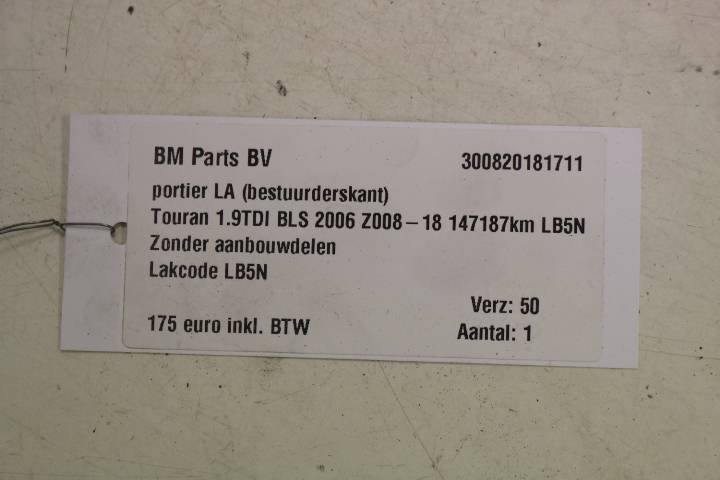 BM Parts BV 300820181711
portier LA (bestuurderskant)
Touran 1.9TDI BLS 2006 Z008-18 147187km LB5N
Zonder aanbouwdelen
Lakcode LB5N
Verz: 50
175 euro inkl. BTW Aantal: 1